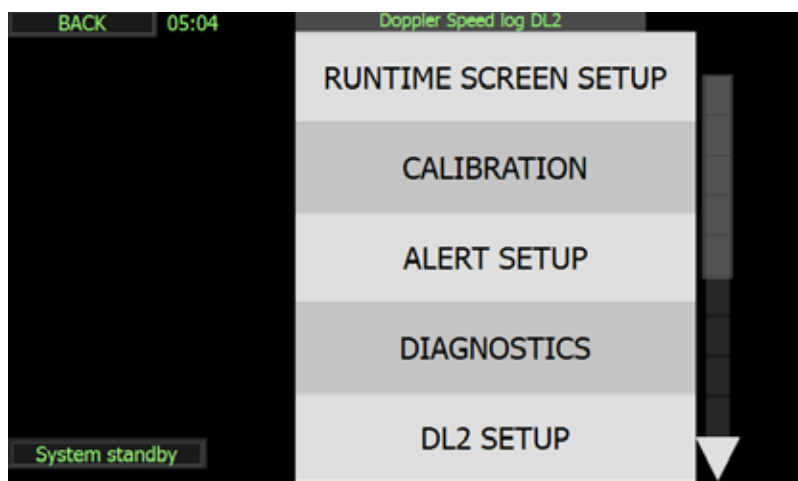 BACK 05:04 Doppler Speed log DL2
RUNTIME SCREEN SETUP
CALIBRATION
ALERT SETUP
DIAGNOSTICS
DL2 SETUP
System standby